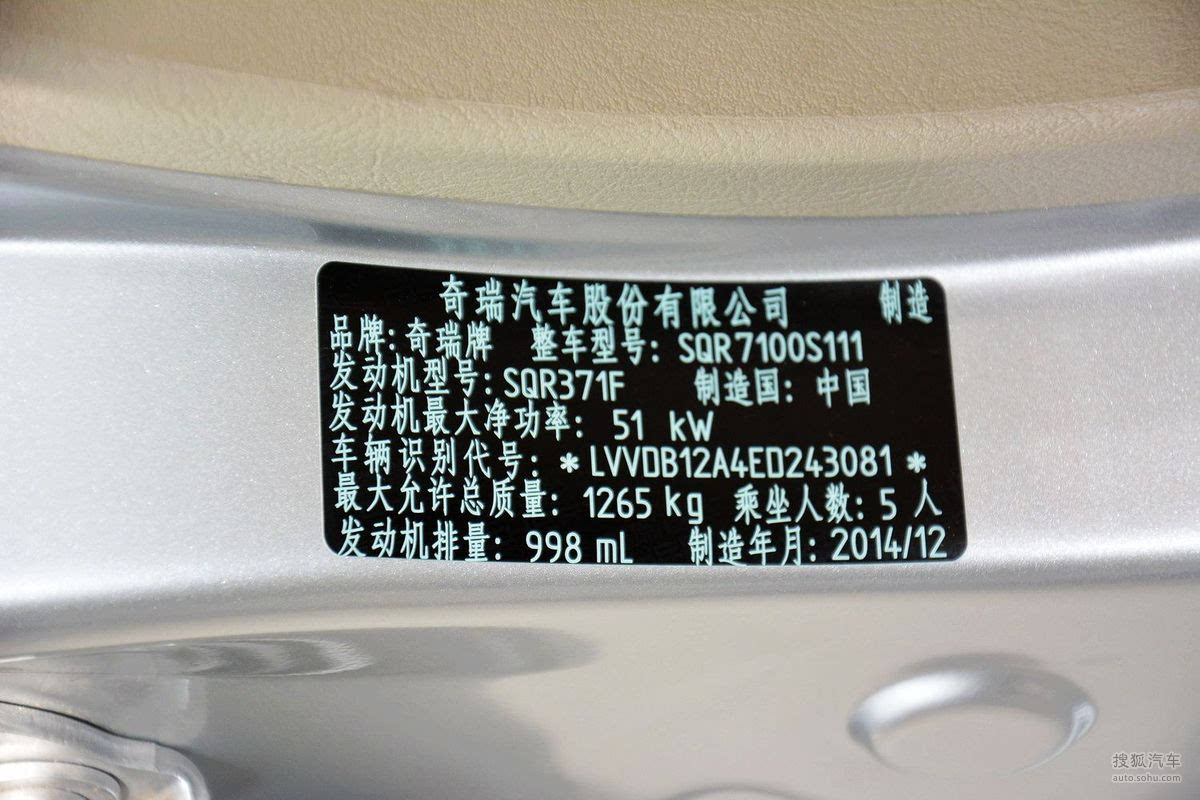 奇瑞汽车股份有限公司 制造
品牌: 奇瑞牌 整车型号: SQR7100S111
发动机型号: SQR371F 制造国: 中国
发动机最大净功率: 51 kW
车辆识别代号: *LVVDB12A4ED243081*
最大允许总质量: 1265 kg 乘坐人数: 5 人
发动机排量: 998 mL 制造年月: 2014/12
搜狐汽车
auto.sohu.com